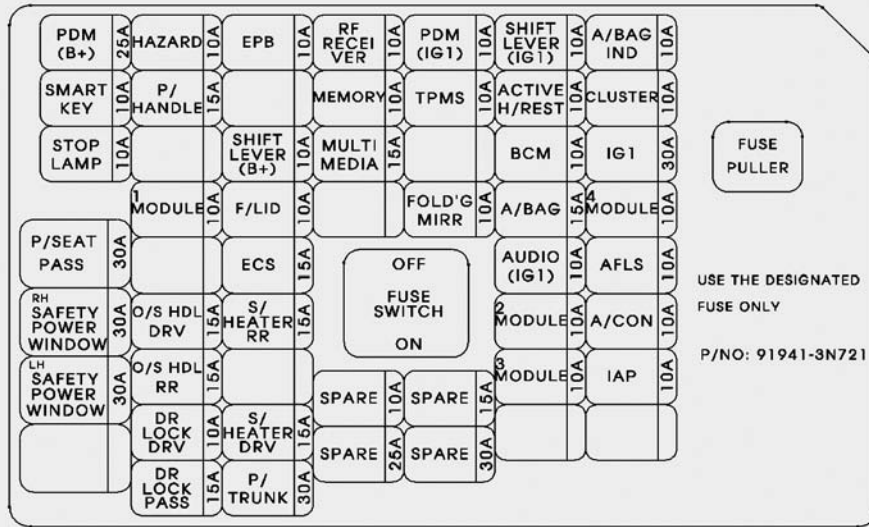 PDM (B+) 25A
HAZARD 10A
EPB 10A
RF RECEI VER 10A
PDM (IG1) 10A
SHIFT LEVER (IG1) 10A
A/BAG IND 10A
SMART KEY 10A
P/ HANDLE 15A
MEMORY 10A
TPMS 10A
ACTIVE H/REST 10A
CLUSTER 10A
STOP LAMP 10A
SHIFT LEVER (B+) 10A
MULTI MEDIA 15A
BCM 10A
IG1 30A
FUSE PULLER
1 MODULE 10A
F/LID 10A
FOLD'G MIRR 10A
A/BAG 15A
4 MODULE 10A
P/SEAT PASS 30A
ECS 15A
OFF
FUSE SWITCH
ON
AUDIO (IG1) 10A
AFLS 10A
USE THE DESIGNATED
FUSE ONLY
RH SAFETY POWER WINDOW 30A
O/S HDL DRV 15A
S/ HEATER RR 15A
2 MODULE 10A
A/CON 10A
P/NO: 91941-3N721
LH SAFETY POWER WINDOW 30A
O/S HDL RR 15A
3 MODULE 10A
IAP 10A
SPARE 10A
SPARE 15A
DR LOCK DRV 10A
S/ HEATER DRV 15A
SPARE 25A
SPARE 30A
DR LOCK PASS 15A
P/ TRUNK 30A